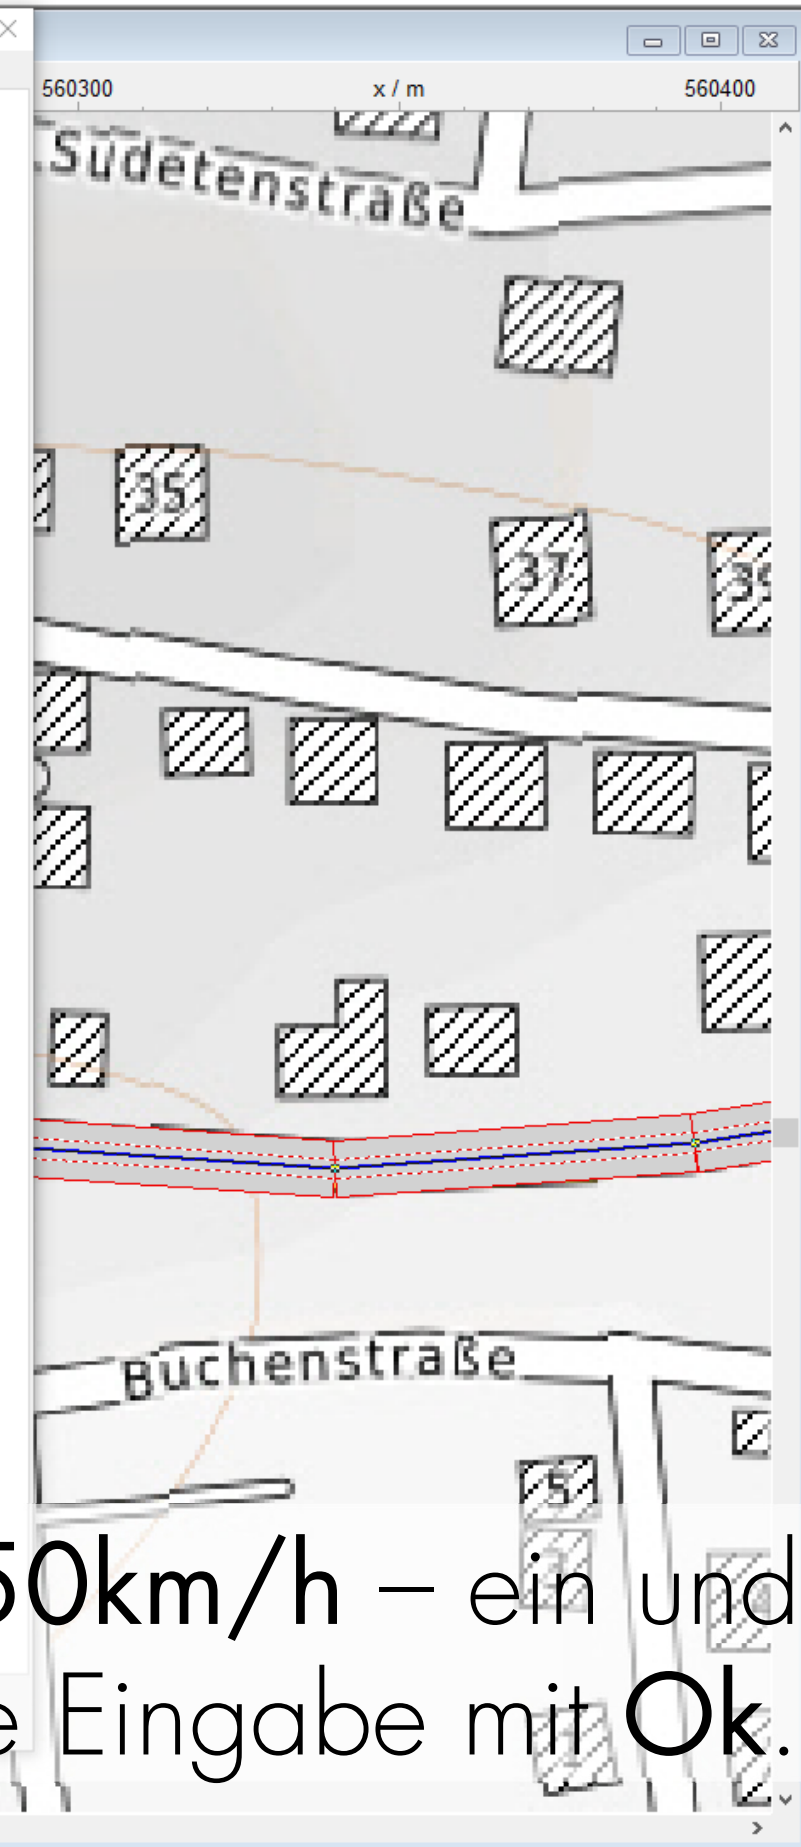 560300 x / m 560400
Sudetenstraße
35
37
Buchenstraße
5
50km/h – ein und
e Eingabe mit Ok.